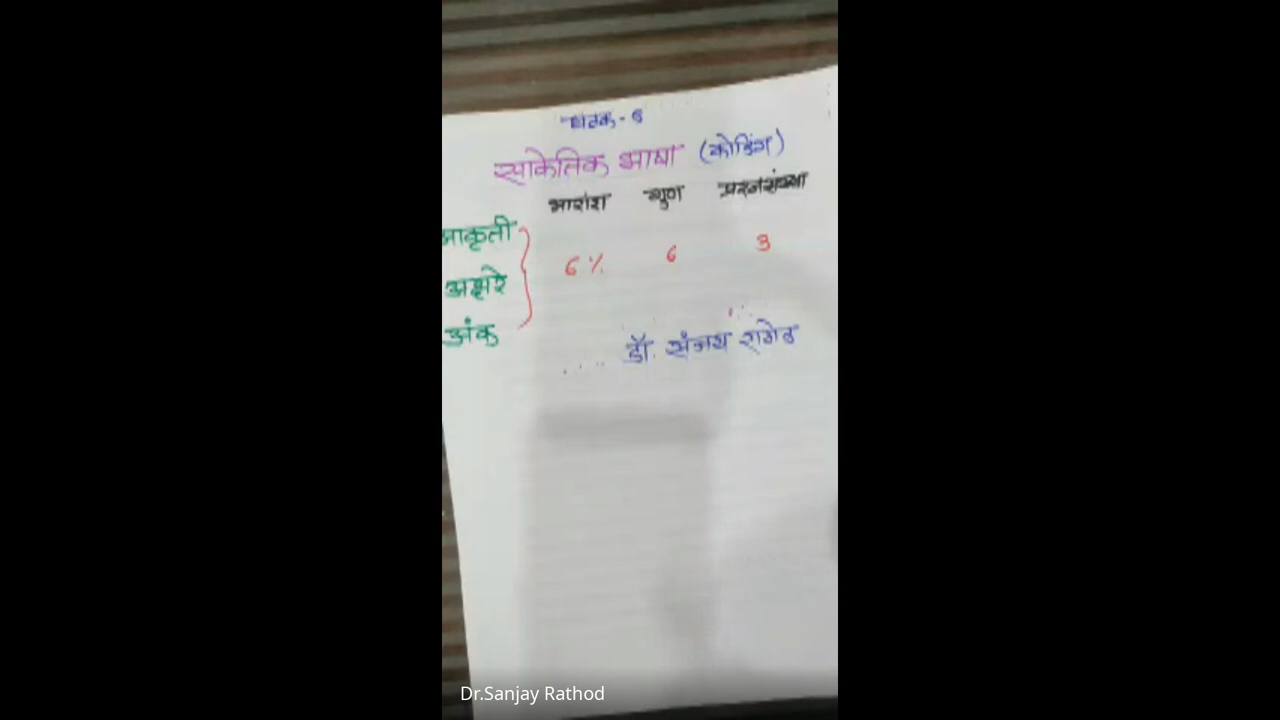 घटक - 6
सांकेतिक भाषा (कोडिंग)
भारांश गुण प्रश्नसंख्या
आकृती
अक्षरे
अंक
6 % 6 3
डॉ. संजय राठोड
Dr.Sanjay Rathod